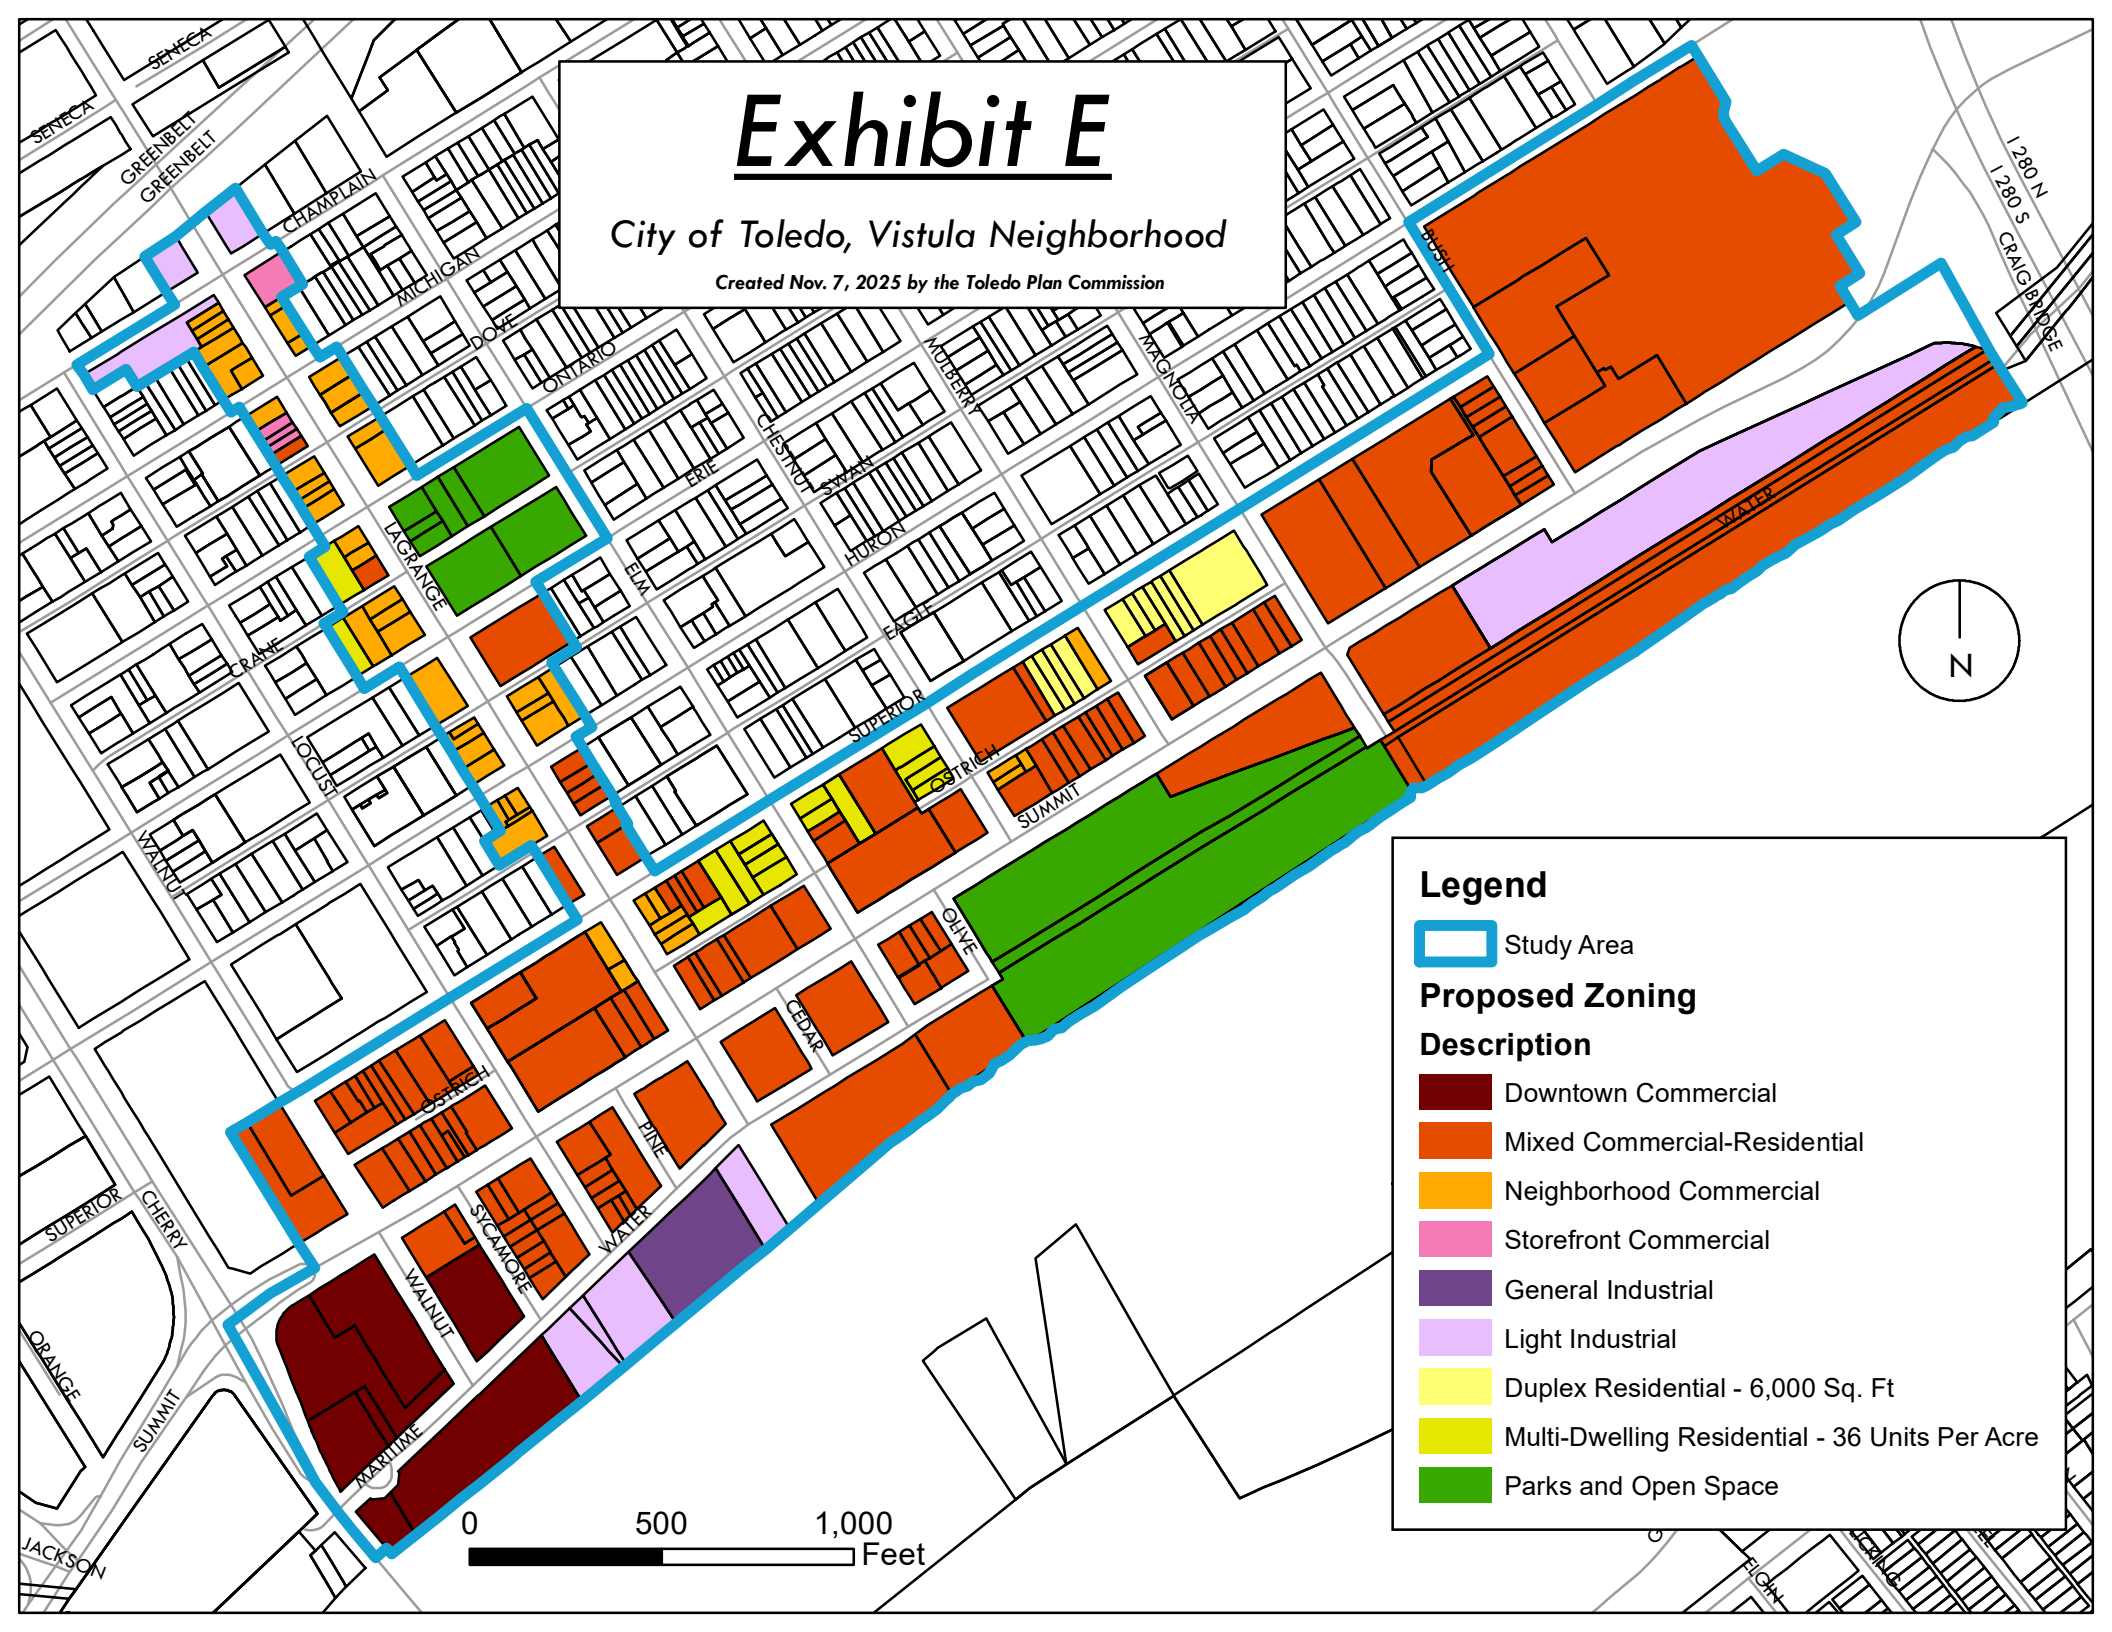 Exhibit E
City of Toledo, Vistula Neighborhood
Created Nov. 7, 2025 by the Toledo Plan Commission
SENECA
SENECA
GREENBELT
GREENBELT
CHAMPLAIN
MICHIGAN
DOVE
ONTARIO
ERIE
CHESTNUT
SWAN
MULBERRY
MAGNOLIA
BUSH
I 280 N
I 280 S
CRAIG BRIDGE
HURON
LAGRANGE
ELM
EAGLE
WATER
CRANE
LOCUST
SUPERIOR
OSTRICH
SUMMIT
WALNUT
OLIVE
CEDAR
OSTRICH
PINE
SUPERIOR
CHERRY
SYCAMORE
WATER
WALNUT
ORANGE
SUMMIT
MARITIME
JACKSON
N
0
500
1,000
Feet
Legend
Study Area
Proposed Zoning
Description
Downtown Commercial
Mixed Commercial-Residential
Neighborhood Commercial
Storefront Commercial
General Industrial
Light Industrial
Duplex Residential - 6,000 Sq. Ft
Multi-Dwelling Residential - 36 Units Per Acre
Parks and Open Space
ELGIN